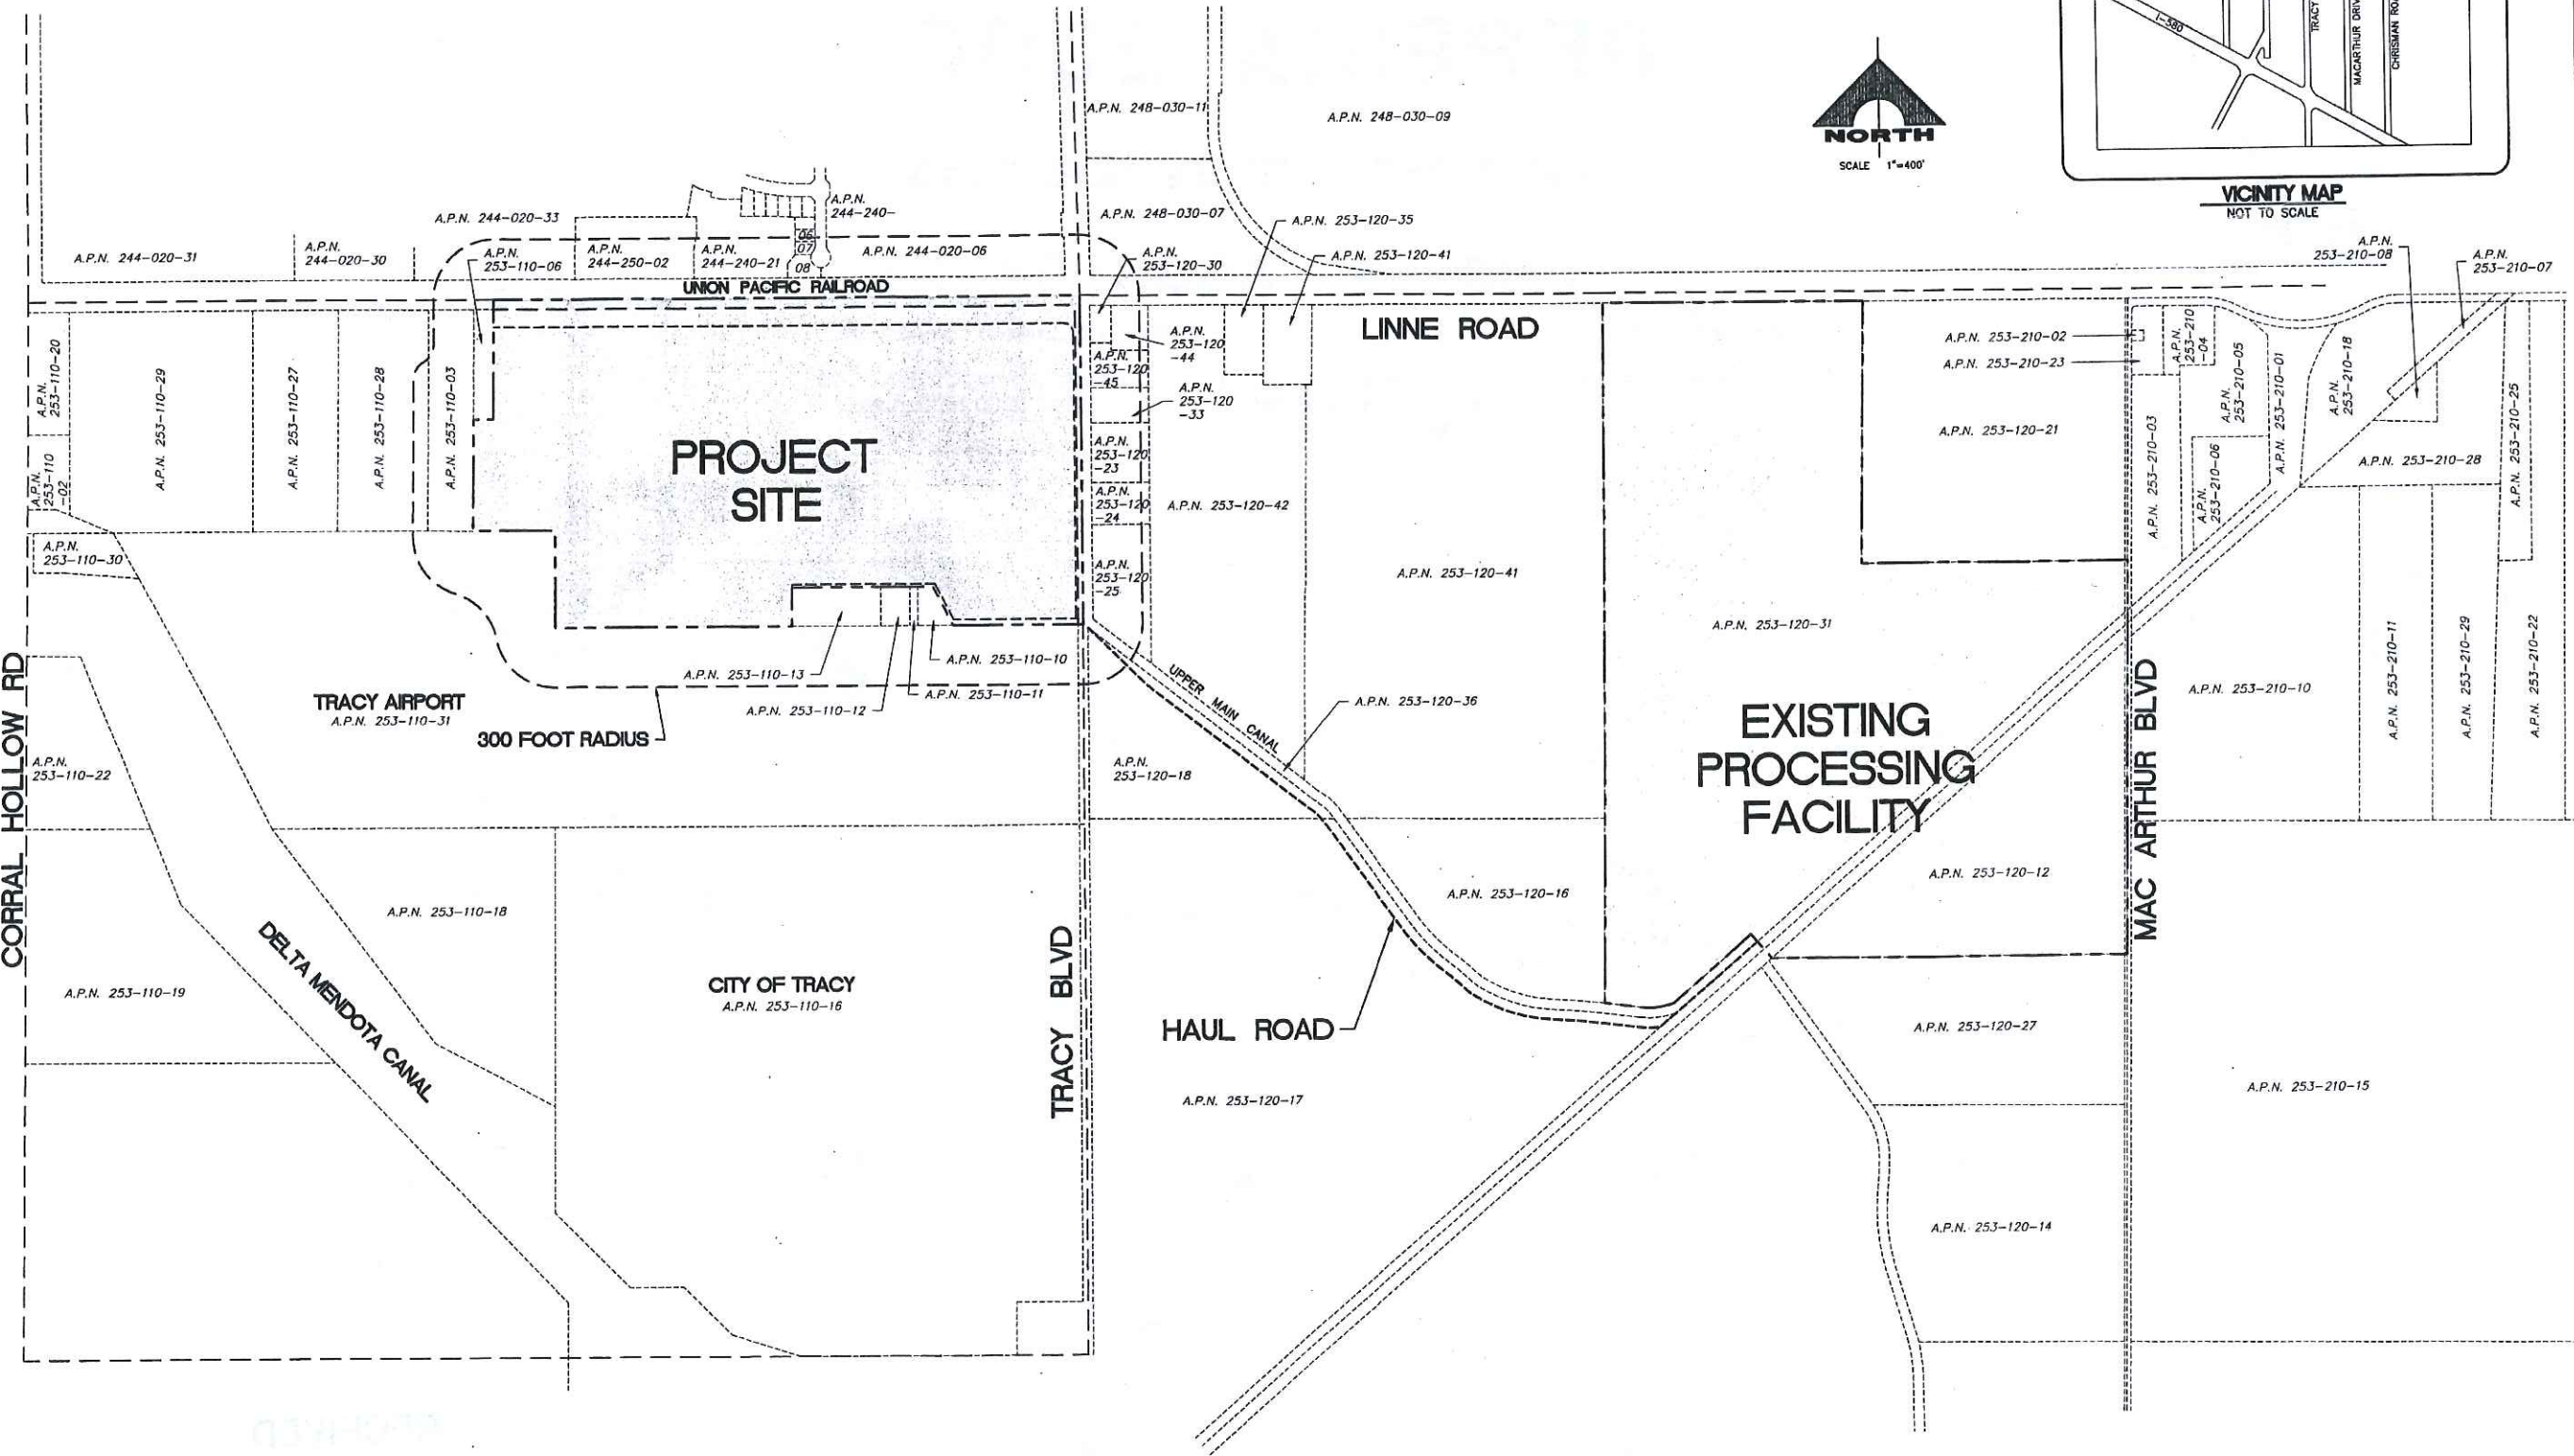 I-580
TRACY
MACARTHUR DRIV
CHRISMAN ROA
VICINITY MAP
NOT TO SCALE
NORTH
SCALE 1"=400'
A.P.N. 248-030-11
A.P.N. 248-030-09
A.P.N. 248-030-07
A.P.N. 253-120-35
A.P.N. 253-120-41
A.P.N.
253-120-30
A.P.N. 244-020-31
A.P.N.
244-020-30
A.P.N. 244-020-33
A.P.N.
253-110-06
A.P.N.
244-250-02
A.P.N.
244-240-21
A.P.N.
244-240-
06
07
08
A.P.N. 244-020-06
UNION PACIFIC RAILROAD
A.P.N.
253-210-08
A.P.N.
253-210-07
LINNE ROAD
A.P.N.
253-110-20
A.P.N.
253-110
-02
A.P.N. 253-110-29
A.P.N. 253-110-27
A.P.N. 253-110-28
A.P.N. 253-110-03
PROJECT
SITE
A.P.N.
253-120
-44
A.P.N.
253-120
-45
A.P.N.
253-120
-33
A.P.N.
253-120
-23
A.P.N.
253-120
-24
A.P.N.
253-120
-25
A.P.N. 253-120-42
A.P.N. 253-120-41
A.P.N. 253-120-31
A.P.N. 253-120-21
A.P.N. 253-210-02
A.P.N. 253-210-23
A.P.N.
253-210
-04
A.P.N.
253-210-05
A.P.N. 253-210-01
A.P.N.
253-210-18
A.P.N. 253-210-03
A.P.N.
253-210-06
A.P.N. 253-210-28
A.P.N. 253-210-25
A.P.N.
253-110-30
A.P.N. 253-110-13
A.P.N. 253-110-10
A.P.N. 253-110-11
A.P.N. 253-110-12
TRACY AIRPORT
A.P.N. 253-110-31
300 FOOT RADIUS
CORRAL HOLLOW RD
A.P.N.
253-110-22
UPPER MAIN CANAL
A.P.N. 253-120-36
A.P.N.
253-120-18
EXISTING
PROCESSING
FACILITY
MAC ARTHUR BLVD
A.P.N. 253-210-10
A.P.N. 253-210-11
A.P.N. 253-210-29
A.P.N. 253-210-22
A.P.N. 253-110-18
A.P.N. 253-110-19
DELTA MENDOTA CANAL
CITY OF TRACY
A.P.N. 253-110-16
TRACY BLVD
A.P.N. 253-120-16
A.P.N. 253-120-12
HAUL ROAD
A.P.N. 253-120-17
A.P.N. 253-120-27
A.P.N. 253-210-15
A.P.N. 253-120-14